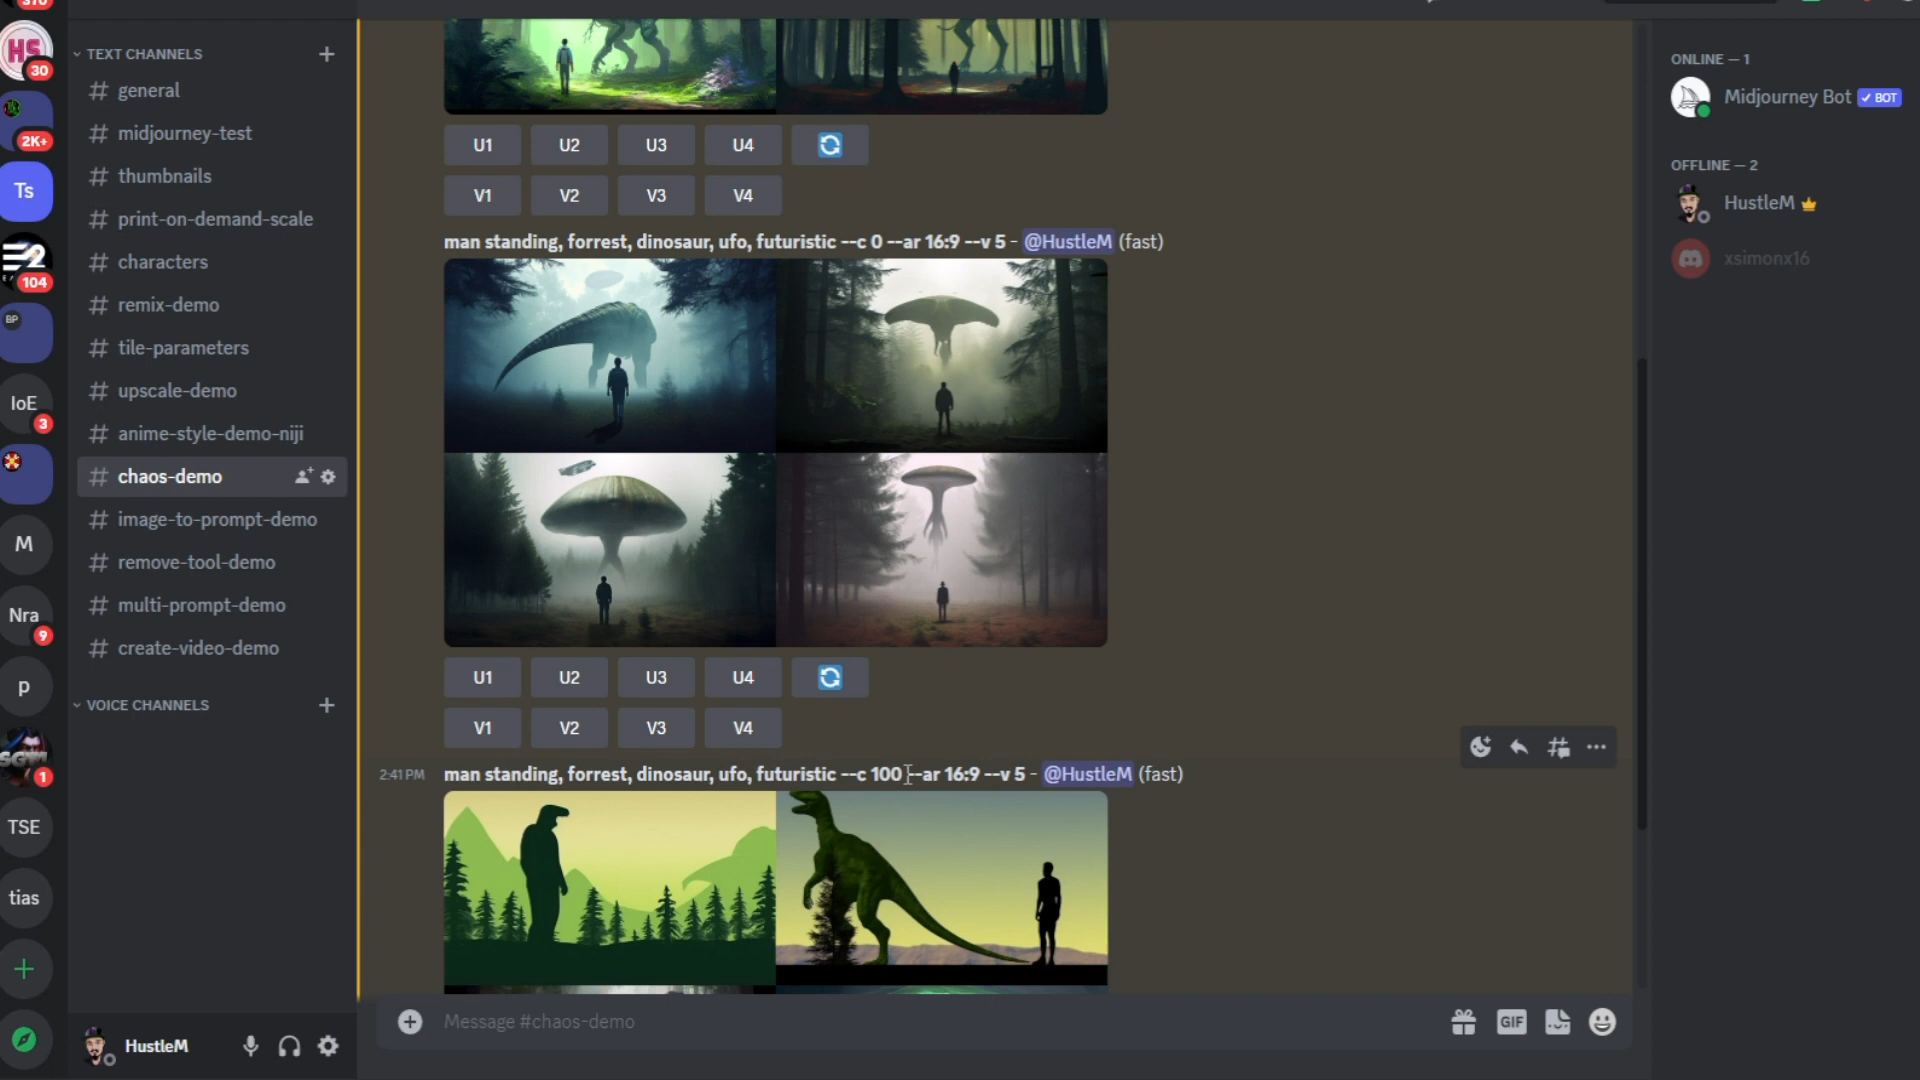 370
HS
30
2K+
Ts
104
BP
IoE
3
M
Nra
9
p
SGW
1
TSE
tias
TEXT CHANNELS
general
midjourney-test
thumbnails
print-on-demand-scale
characters
remix-demo
tile-parameters
upscale-demo
anime-style-demo-niji
chaos-demo
image-to-prompt-demo
remove-tool-demo
multi-prompt-demo
create-video-demo
VOICE CHANNELS
HustleM
U1 U2 U3 U4
V1 V2 V3 V4
man standing, forrest, dinosaur, ufo, futuristic --c 0 --ar 16:9 --v 5 - @HustleM (fast)
U1 U2 U3 U4
V1 V2 V3 V4
2:41 PM man standing, forrest, dinosaur, ufo, futuristic --c 100 --ar 16:9 --v 5 - @HustleM (fast)
Message #chaos-demo
GIF
ONLINE — 1
Midjourney Bot ✓ BOT
OFFLINE — 2
HustleM
xsimonx16